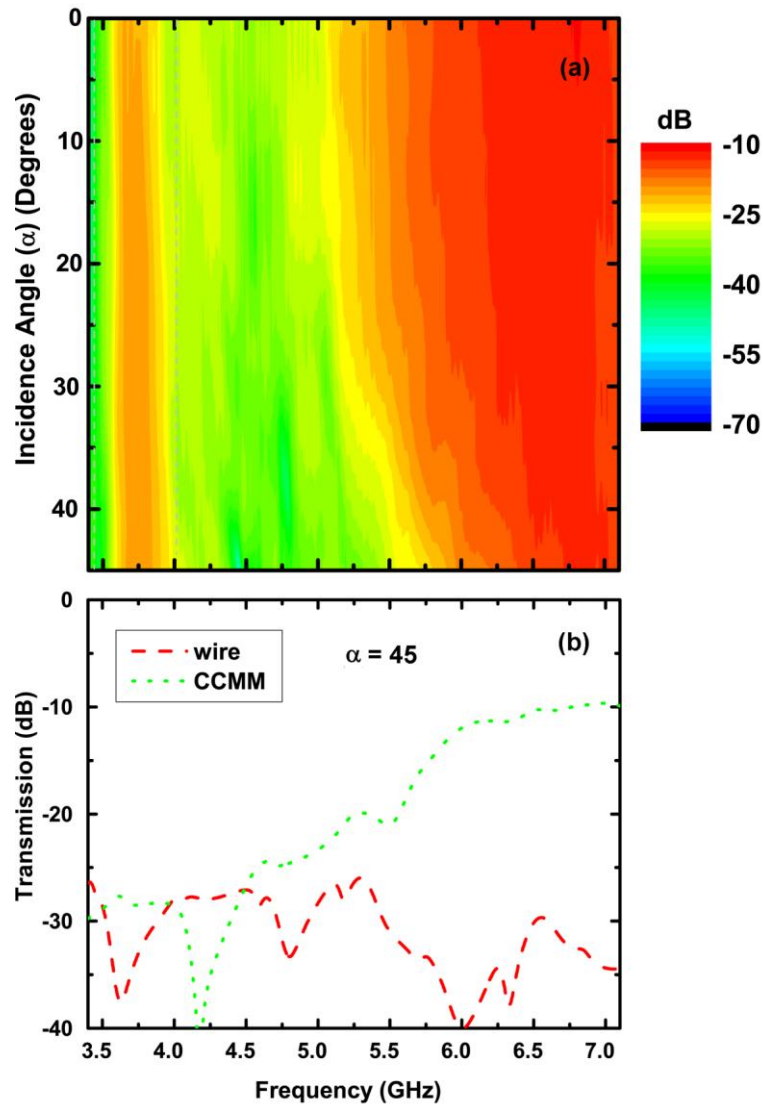 0
10
20
30
40
Incidence Angle (α) (Degrees)
(a)
dB
-10
-25
-40
-55
-70
0
-10
-20
-30
-40
Transmission (dB)
wire
CCMM
α = 45
(b)
3.5 4.0 4.5 5.0 5.5 6.0 6.5 7.0
Frequency (GHz)